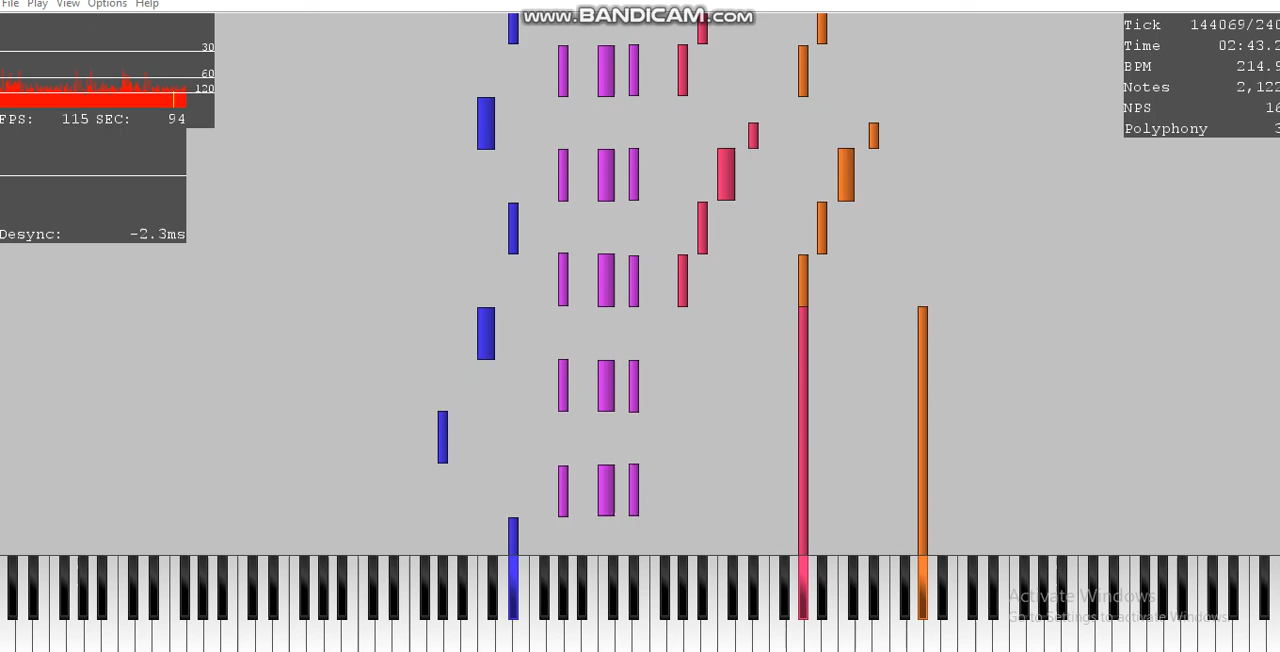 File Play View Options Help
www.BANDICAM.com
30
60
120
FPS: 115 SEC: 94
Desync: -2.3ms
Tick 144069/240
Time 02:43.2
BPM 214.9
Notes 2,122
NPS 16
Polyphony 3
Activate Windows
Go to Settings to activate Windows.